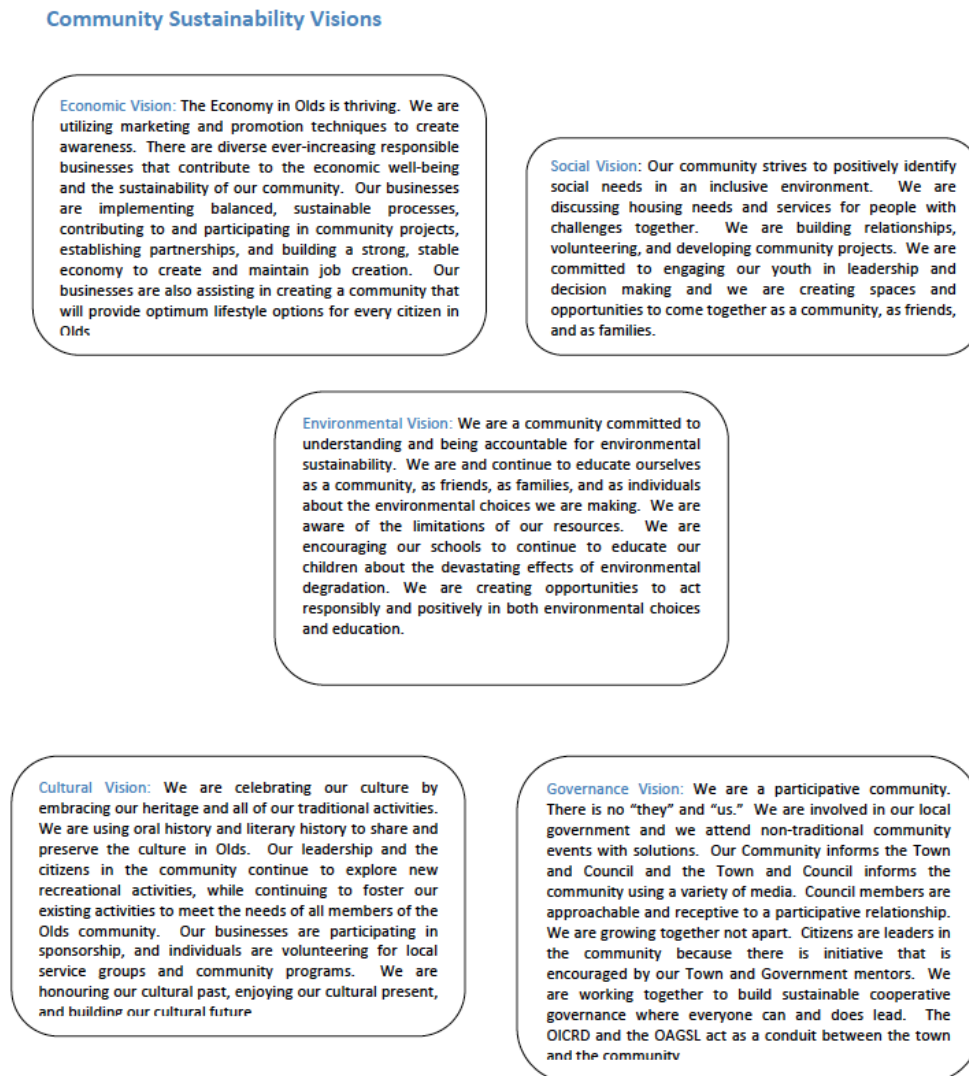 Community Sustainability Visions
Economic Vision: The Economy in Olds is thriving. We are
utilizing marketing and promotion techniques to create
awareness. There are diverse ever-increasing responsible
businesses that contribute to the economic well-being
and the sustainability of our community. Our businesses
are implementing balanced, sustainable processes,
contributing to and participating in community projects,
establishing partnerships, and building a strong, stable
economy to create and maintain job creation. Our
businesses are also assisting in creating a community that
will provide optimum lifestyle options for every citizen in
Olds
Social Vision: Our community strives to positively identify
social needs in an inclusive environment. We are
discussing housing needs and services for people with
challenges together. We are building relationships,
volunteering, and developing community projects. We are
committed to engaging our youth in leadership and
decision making and we are creating spaces and
opportunities to come together as a community, as friends,
and as families.
Environmental Vision: We are a community committed to
understanding and being accountable for environmental
sustainability. We are and continue to educate ourselves
as a community, as friends, as families, and as individuals
about the environmental choices we are making. We are
aware of the limitations of our resources. We are
encouraging our schools to continue to educate our
children about the devastating effects of environmental
degradation. We are creating opportunities to act
responsibly and positively in both environmental choices
and education.
Cultural Vision: We are celebrating our culture by
embracing our heritage and all of our traditional activities.
We are using oral history and literary history to share and
preserve the culture in Olds. Our leadership and the
citizens in the community continue to explore new
recreational activities, while continuing to foster our
existing activities to meet the needs of all members of the
Olds community. Our businesses are participating in
sponsorship, and individuals are volunteering for local
service groups and community programs. We are
honouring our cultural past, enjoying our cultural present,
and building our cultural future
Governance Vision: We are a participative community.
There is no “they” and “us.” We are involved in our local
government and we attend non-traditional community
events with solutions. Our Community informs the Town
and Council and the Town and Council informs the
community using a variety of media. Council members are
approachable and receptive to a participative relationship.
We are growing together not apart. Citizens are leaders in
the community because there is initiative that is
encouraged by our Town and Government mentors. We
are working together to build sustainable cooperative
governance where everyone can and does lead. The
OICRD and the OAGSL act as a conduit between the town
and the community